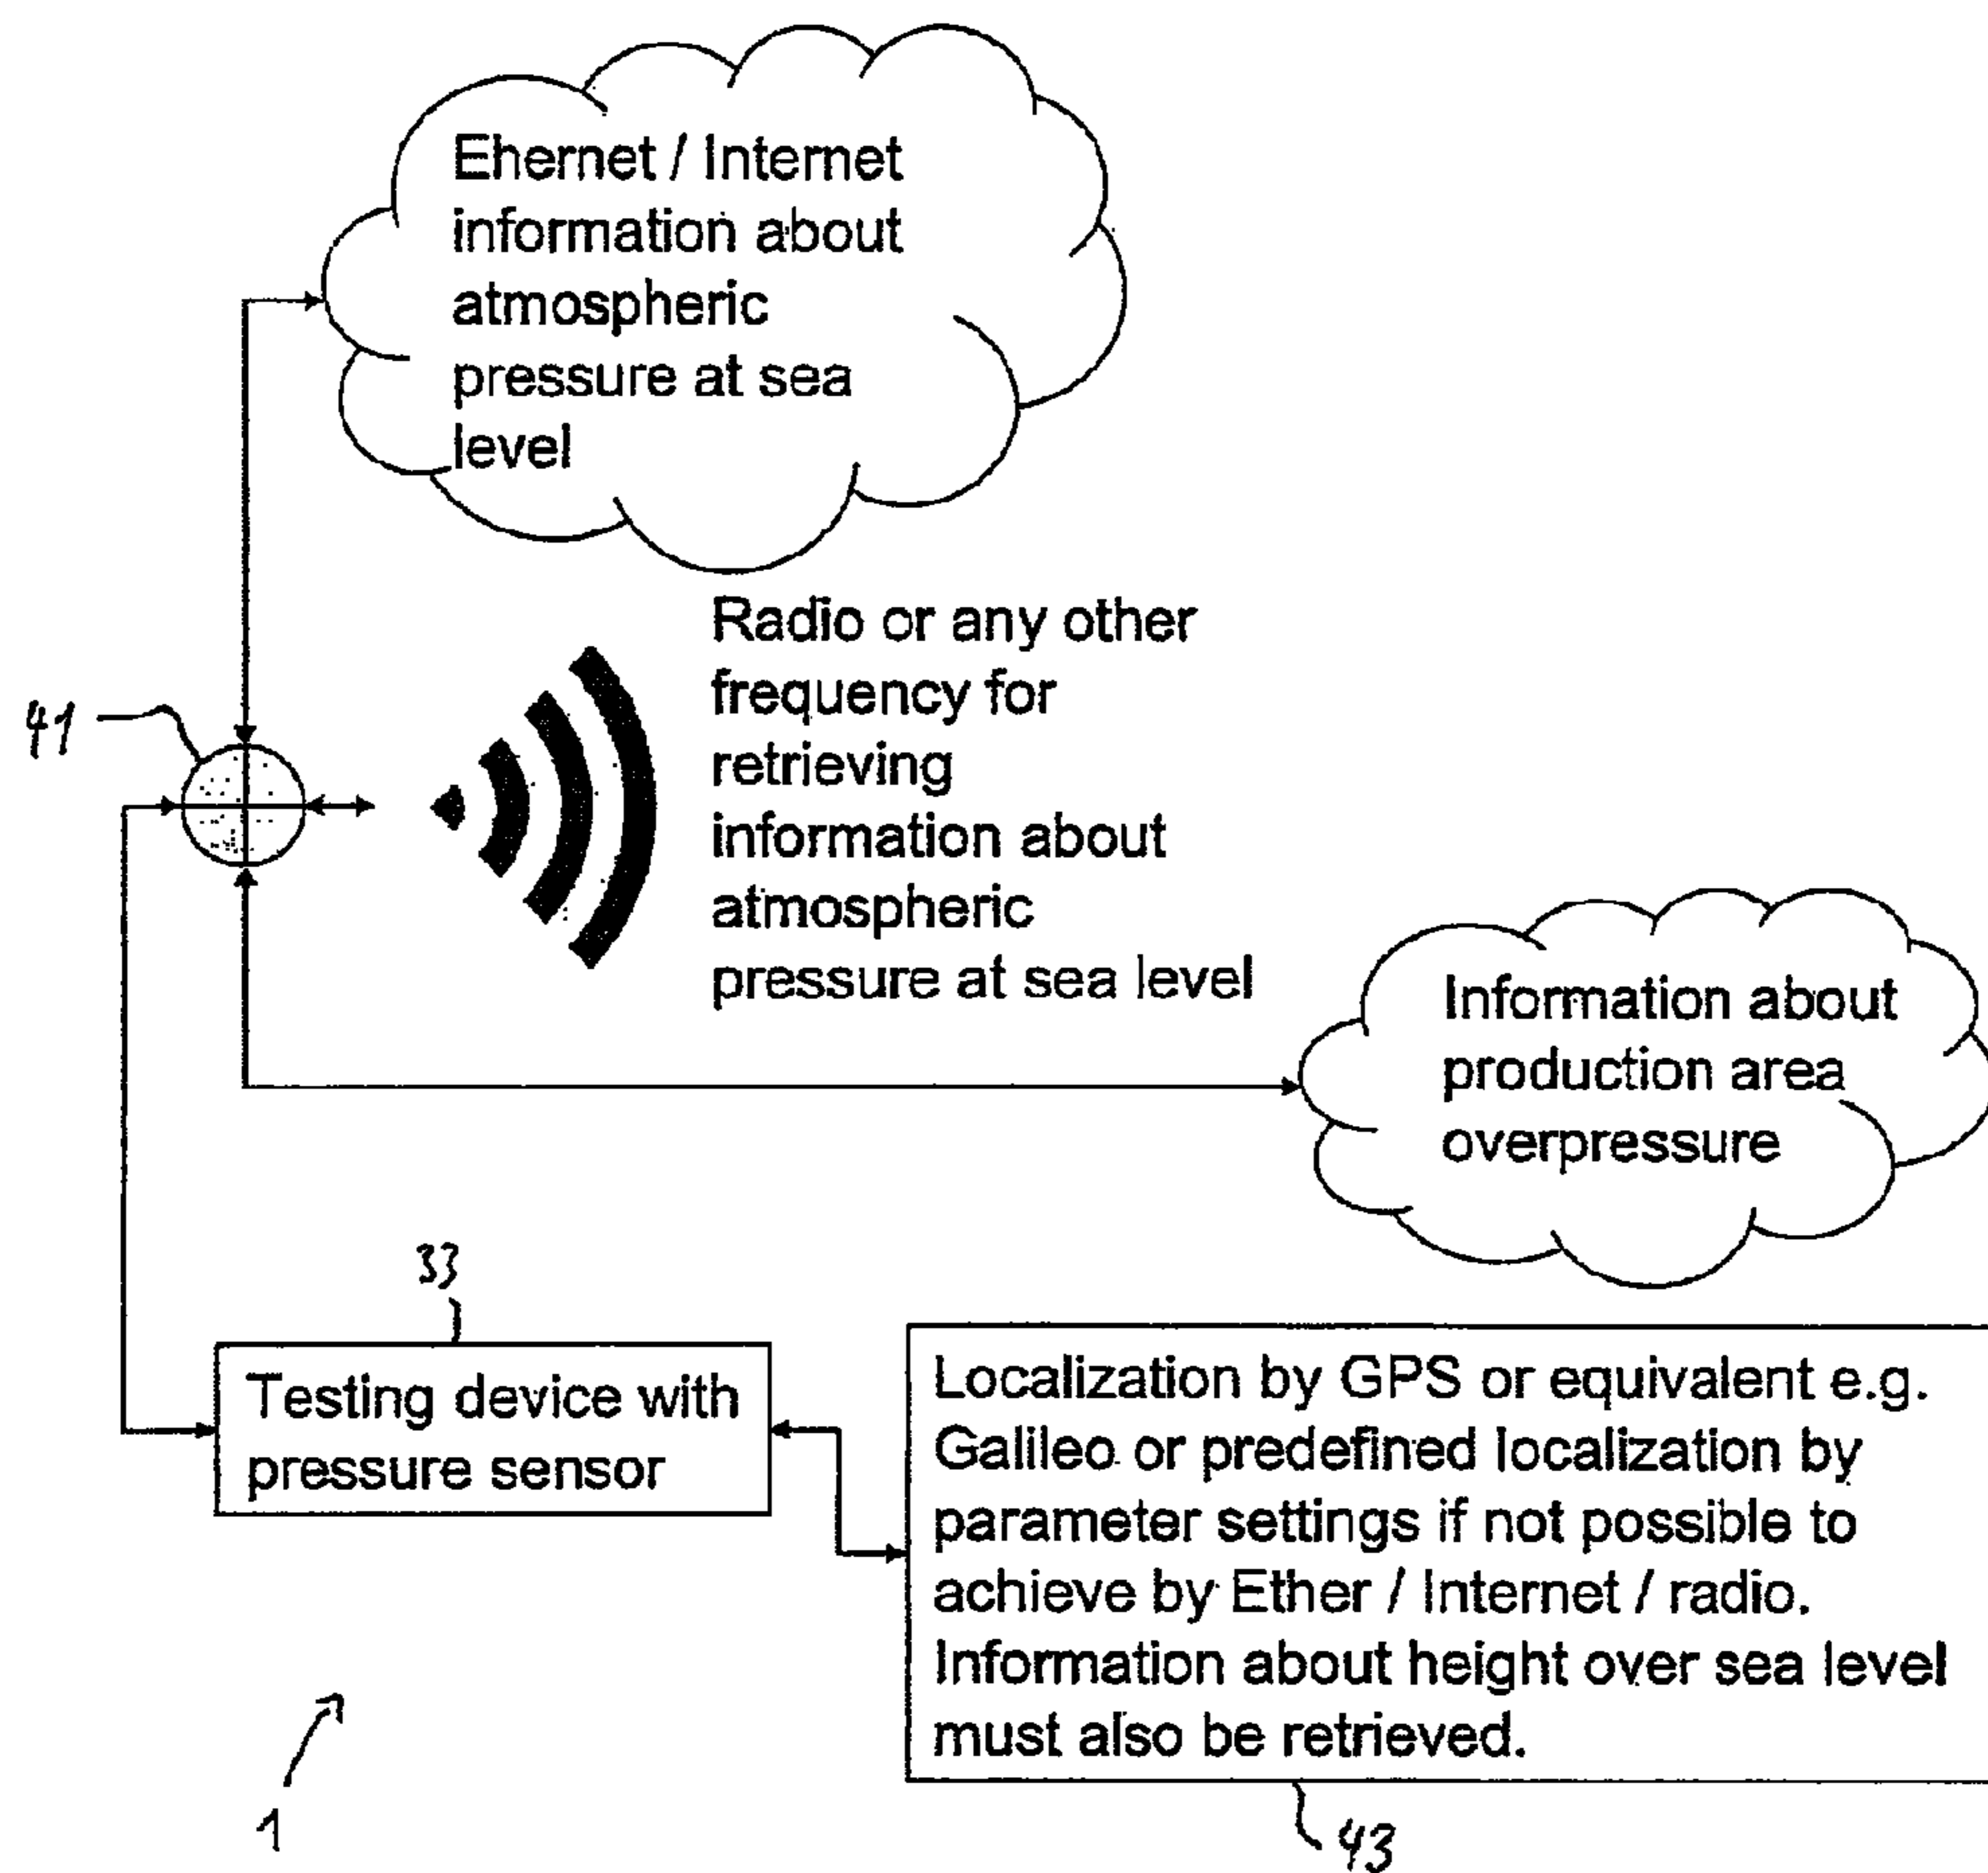 Ehernet / Internet
information about
atmospheric
pressure at sea
level
Radio or any other
frequency for
retrieving
information about
atmospheric
pressure at sea level
41
Information about
production area
overpressure
33
Testing device with
pressure sensor
Localization by GPS or equivalent e.g.
Galileo or predefined localization by
parameter settings if not possible to
achieve by Ether / Internet / radio.
Information about height over sea level
must also be retrieved.
1
43